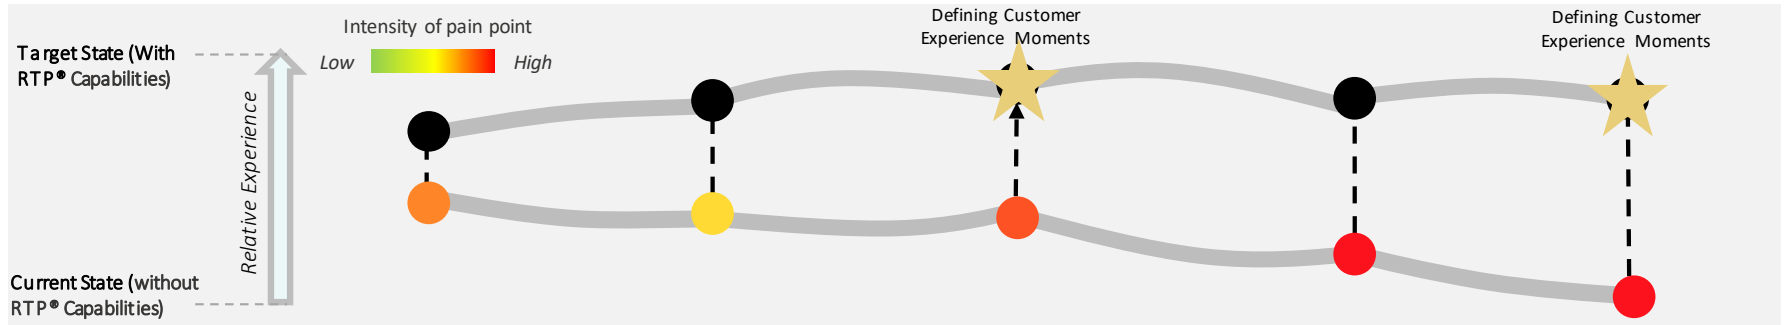 Target State (With
RTP® Capabilities)
Relative Experience
Current State (without
RTP® Capabilities)
Intensity of pain point
Low
High
Defining Customer
Experience Moments
Defining Customer
Experience Moments